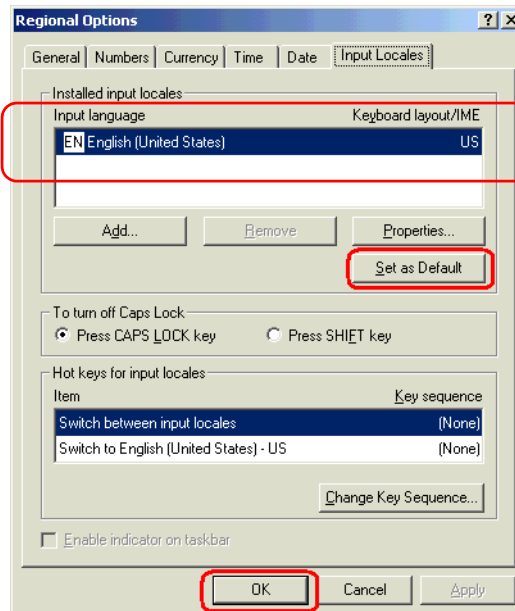 Regional Options
General Numbers Currency Time Date Input Locales
Installed input locales
Input language Keyboard layout/IME
EN English (United States) US
Add... Remove Properties...
Set as Default
To turn off Caps Lock
Press CAPS LOCK key Press SHIFT key
Hot keys for input locales
Item Key sequence
Switch between input locales (None)
Switch to English (United States) - US (None)
Change Key Sequence...
Enable indicator on taskbar
OK Cancel Apply